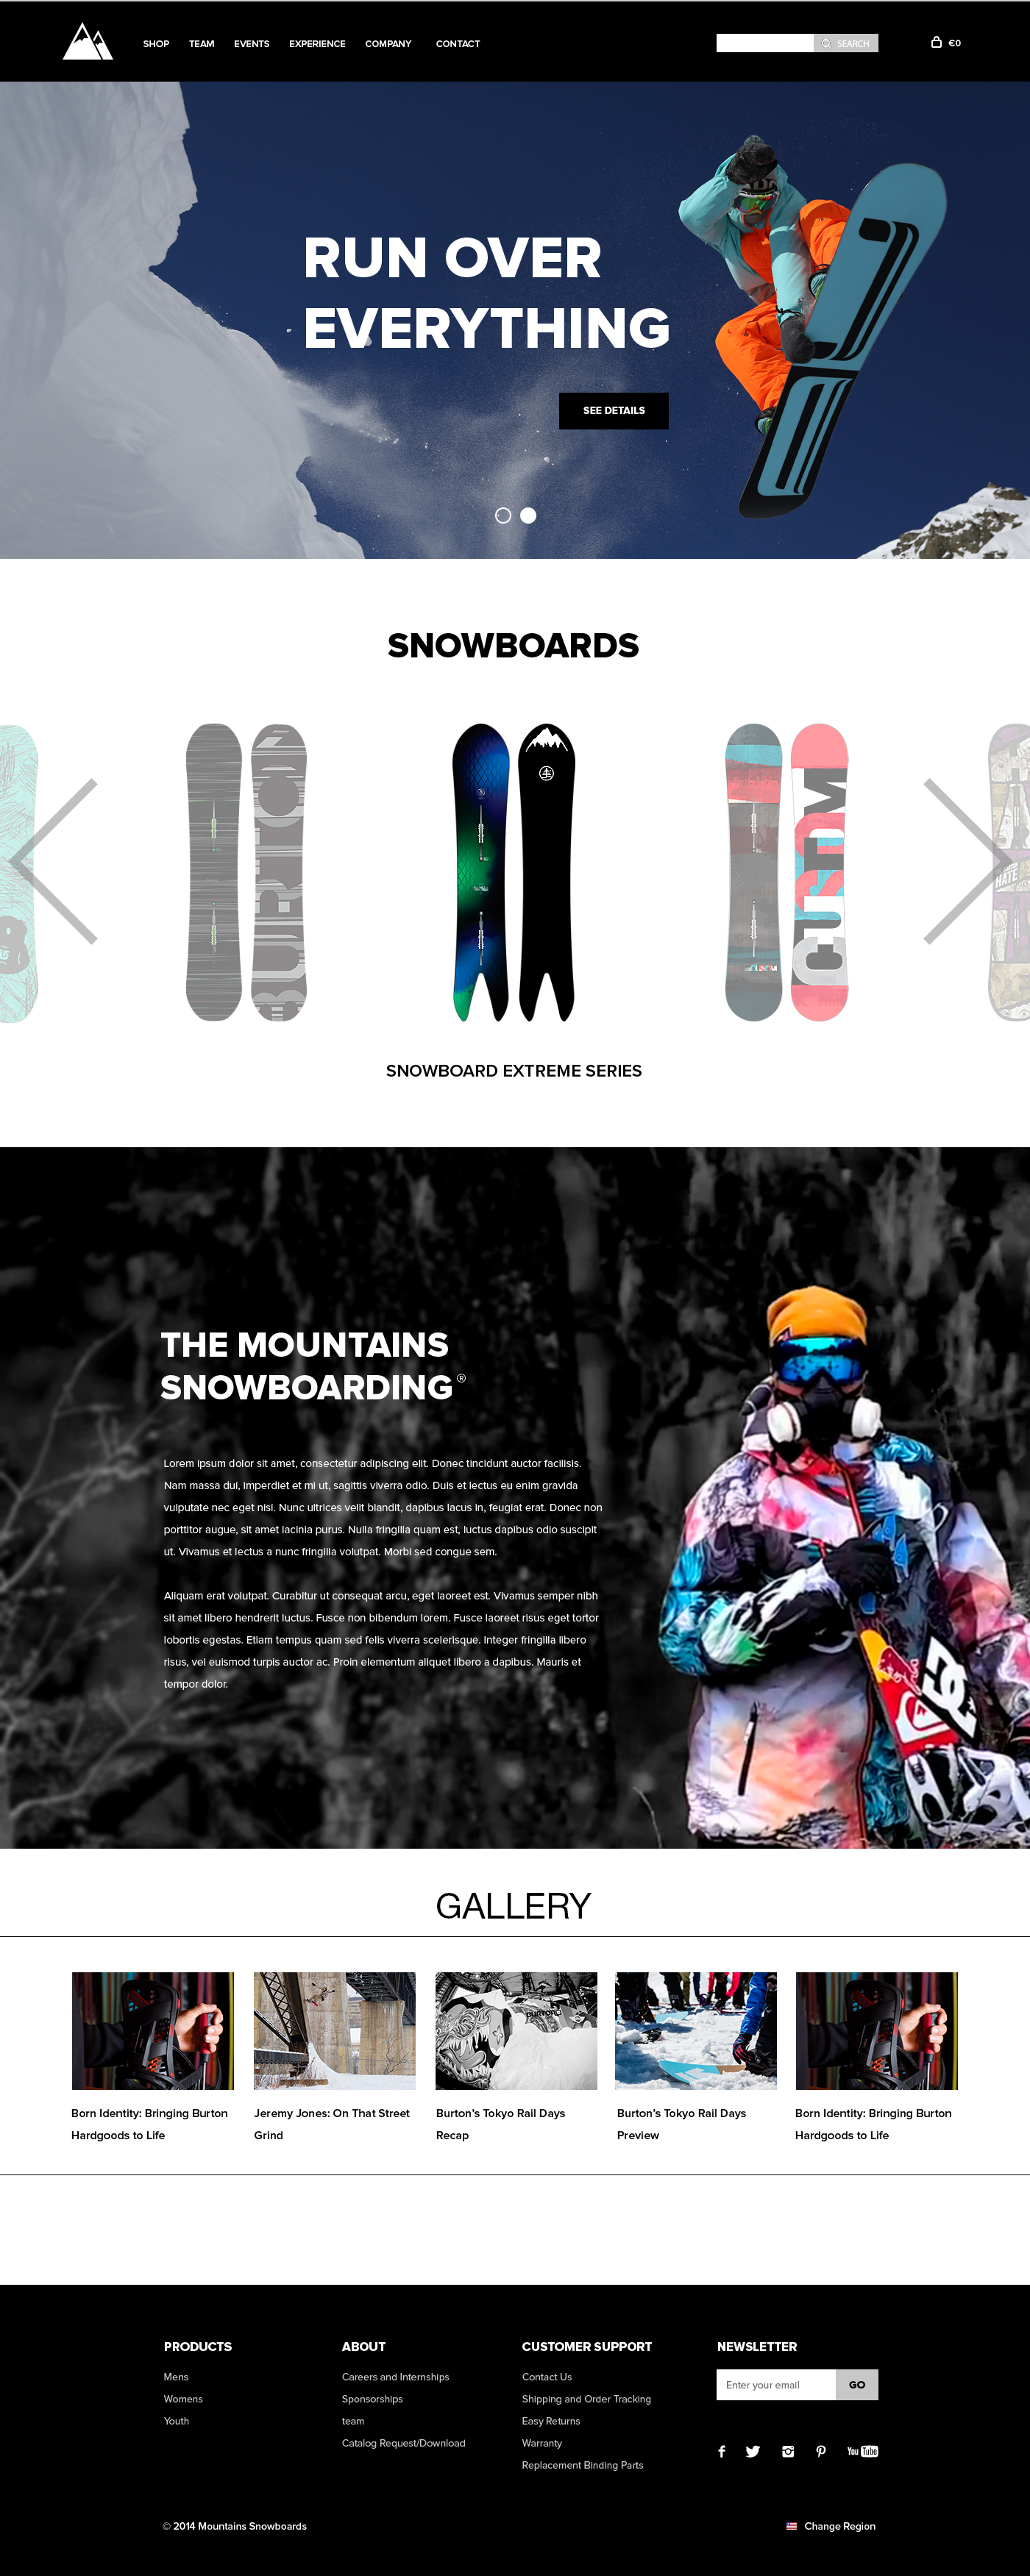 SHOP TEAM EVENTS EXPERIENCE COMPANY CONTACT SEARCH €0
RUN OVER
EVERYTHING
SEE DETAILS
SNOWBOARDS
CUSTOM
HATE
SNOWBOARD EXTREME SERIES
THE MOUNTAINS
SNOWBOARDING ®
Lorem ipsum dolor sit amet, consectetur adipiscing elit. Donec tincidunt auctor facilisis.
Nam massa dui, imperdiet et mi ut, sagittis viverra odio. Duis et lectus eu enim gravida
vulputate nec eget nisi. Nunc ultrices velit blandit, dapibus lacus in, feugiat erat. Donec non
porttitor augue, sit amet lacinia purus. Nulla fringilla quam est, luctus dapibus odio suscipit
ut. Vivamus et lectus a nunc fringilla volutpat. Morbi sed congue sem.
Aliquam erat volutpat. Curabitur ut consequat arcu, eget laoreet est. Vivamus semper nibh
sit amet libero hendrerit luctus. Fusce non bibendum lorem. Fusce laoreet risus eget tortor
lobortis egestas. Etiam tempus quam sed felis viverra scelerisque. Integer fringilla libero
risus, vel euismod turpis auctor ac. Proin elementum aliquet libero a dapibus. Mauris et
tempor dolor.
GALLERY
BURTON
Born Identity: Bringing Burton
Hardgoods to Life
Jeremy Jones: On That Street
Grind
Burton's Tokyo Rail Days
Recap
Burton's Tokyo Rail Days
Preview
Born Identity: Bringing Burton
Hardgoods to Life
PRODUCTS
Mens
Womens
Youth
ABOUT
Careers and Internships
Sponsorships
team
Catalog Request/Download
CUSTOMER SUPPORT
Contact Us
Shipping and Order Tracking
Easy Returns
Warranty
Replacement Binding Parts
NEWSLETTER
Enter your email GO
You Tube
© 2014 Mountains Snowboards
Change Region